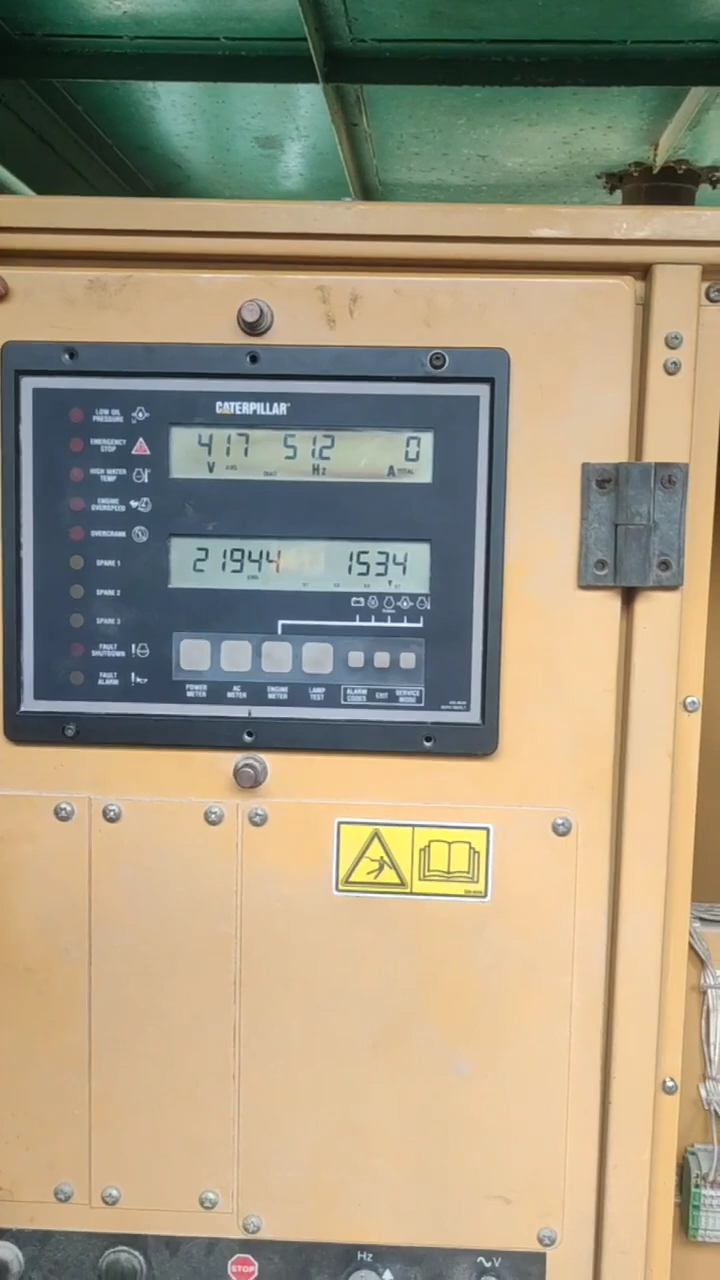 CATERPILLAR
LOW OIL
PRESSURE
EMERGENCY
STOP
HIGH WATER
TEMP
ENGINE
OVERSPEED
OVERCRANK
SPARE 1
SPARE 2
SPARE 3
FAULT
SHUTDOWN
FAULT
ALARM
417 51.2 0
V AVG. Hz A TOTAL
21944 1534
POWER
METER
AC
METER
ENGINE
METER
LAMP
TEST
ALARM
CODES
EXIT
SERVICE
MODE
STOP
Hz
V